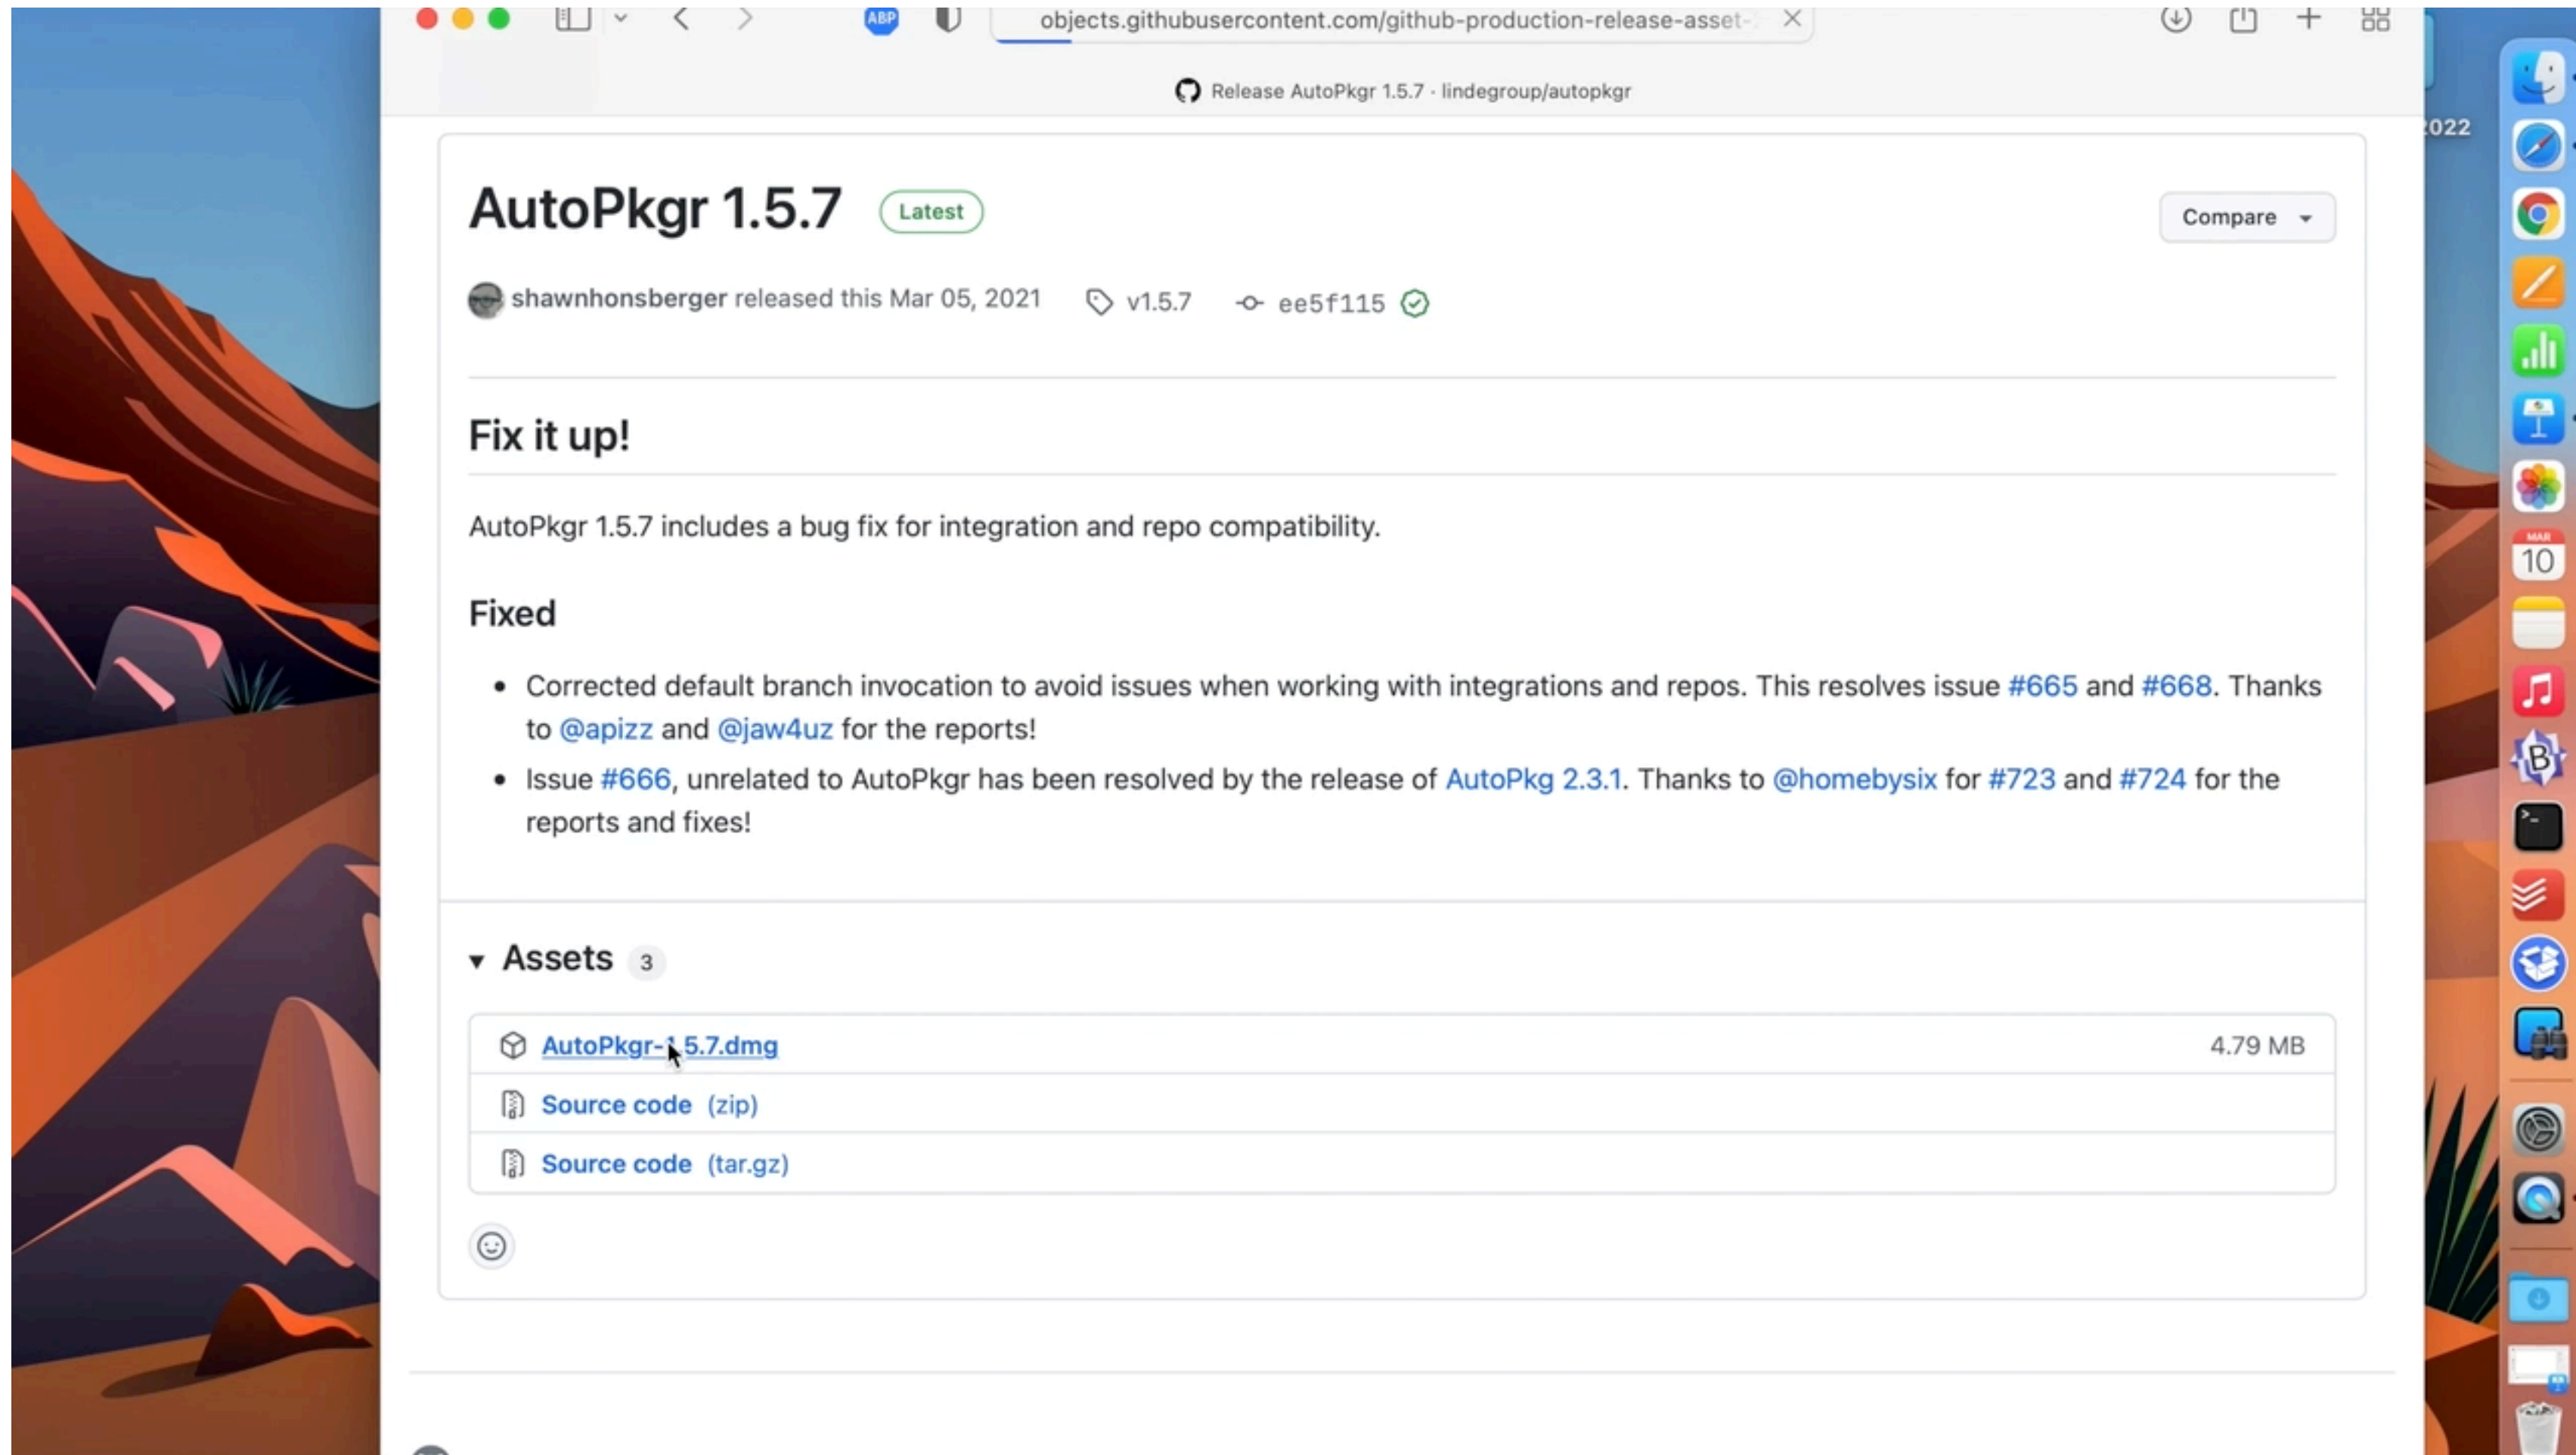 ABP
objects.githubusercontent.com/github-production-release-asset-
Release AutoPkgr 1.5.7 · lindegroup/autopkgr
2022
AutoPkgr 1.5.7 Latest
Compare
shawnhonsberger released this Mar 05, 2021 v1.5.7 ee5f115
Fix it up!
AutoPkgr 1.5.7 includes a bug fix for integration and repo compatibility.
Fixed
• Corrected default branch invocation to avoid issues when working with integrations and repos. This resolves issue #665 and #668. Thanks
to @apizz and @jaw4uz for the reports!
• Issue #666, unrelated to AutoPkgr has been resolved by the release of AutoPkg 2.3.1. Thanks to @homebysix for #723 and #724 for the
reports and fixes!
Assets 3
AutoPkgr-1.5.7.dmg 4.79 MB
Source code (zip)
Source code (tar.gz)
MAR
10
B